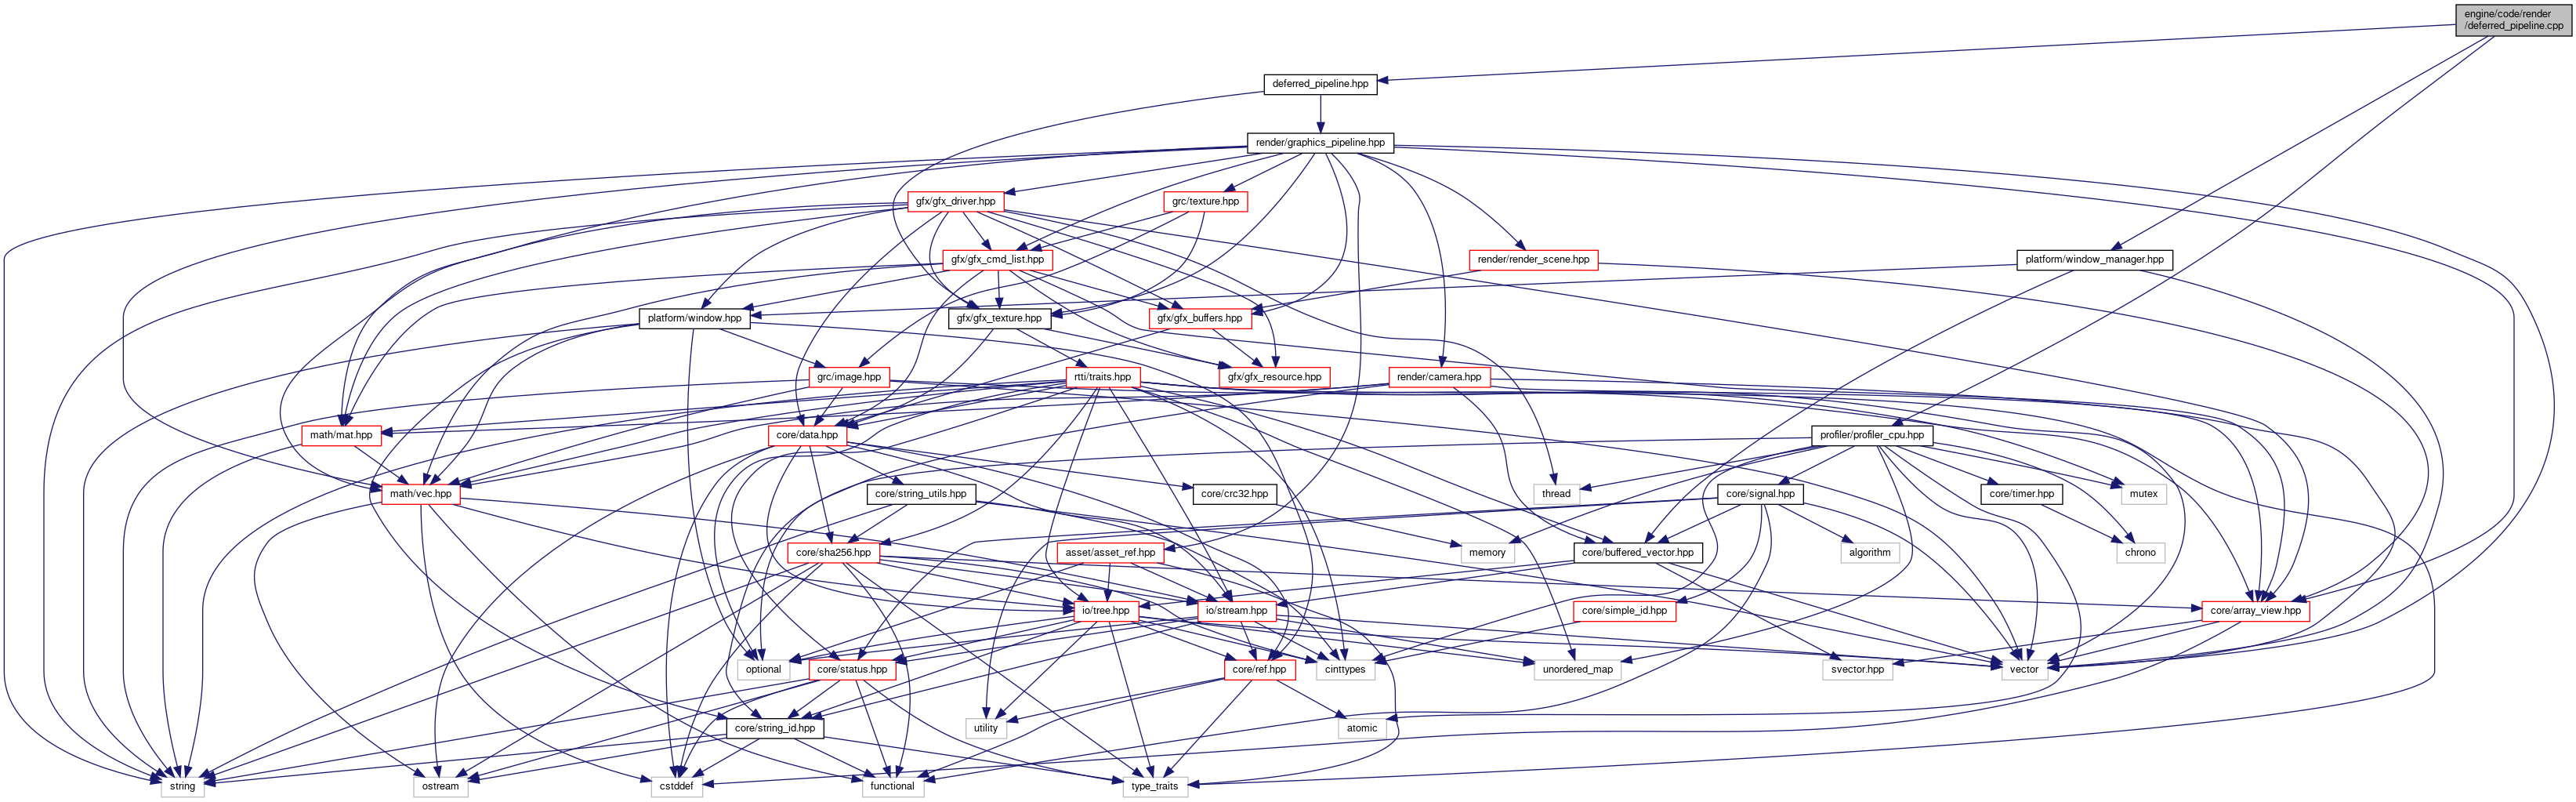 engine/code/render
/deferred_pipeline.cpp
deferred_pipeline.hpp
render/graphics_pipeline.hpp
gfx/gfx_driver.hpp
grc/texture.hpp
gfx/gfx_cmd_list.hpp
render/render_scene.hpp
platform/window_manager.hpp
platform/window.hpp
gfx/gfx_texture.hpp
gfx/gfx_buffers.hpp
grc/image.hpp
rtti/traits.hpp
gfx/gfx_resource.hpp
render/camera.hpp
math/mat.hpp
core/data.hpp
profiler/profiler_cpu.hpp
math/vec.hpp
core/string_utils.hpp
core/crc32.hpp
thread
core/signal.hpp
core/timer.hpp
mutex
core/sha256.hpp
asset/asset_ref.hpp
memory
core/buffered_vector.hpp
algorithm
chrono
io/tree.hpp
io/stream.hpp
core/simple_id.hpp
core/array_view.hpp
optional
core/status.hpp
core/ref.hpp
cinttypes
unordered_map
svector.hpp
vector
core/string_id.hpp
utility
atomic
string
ostream
cstddef
functional
type_traits